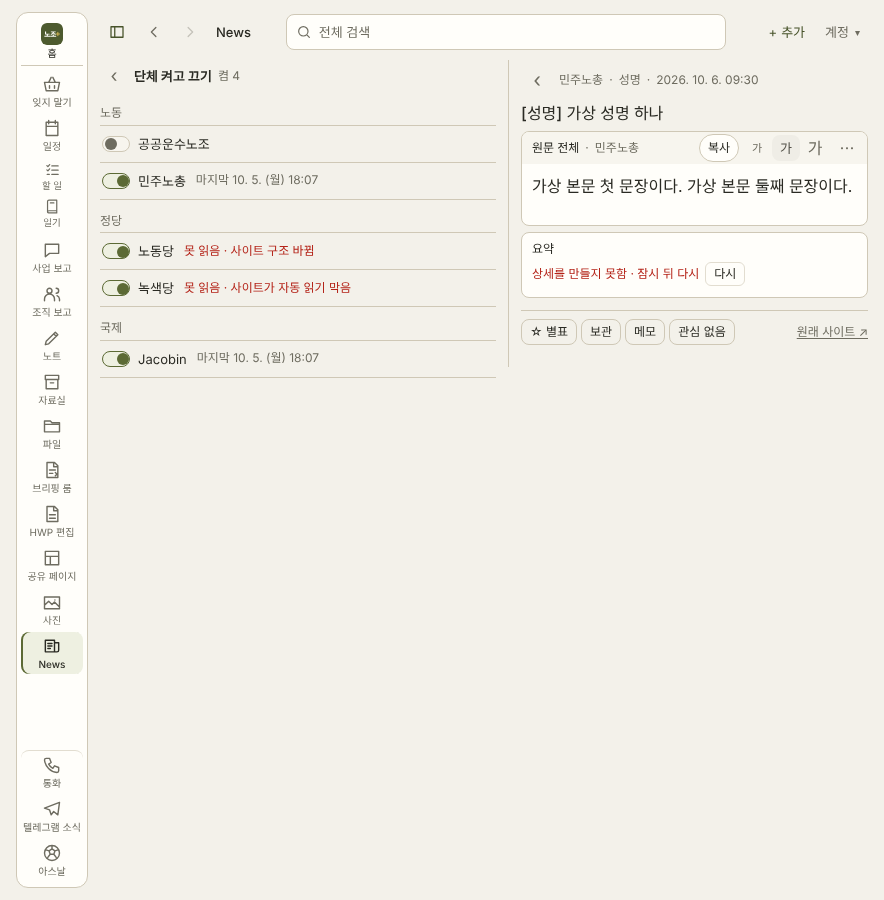 노조+
홈
잊지 말기
일정
할 일
일기
사업 보고
조직 보고
노트
자료실
파일
브리핑 룸
HWP 편집
공유 페이지
사진
News
통화
텔레그램 소식
아스날
News
전체 검색
+ 추가
계정 ▾
단체 켜고 끄기 켬 4
노동
공공운수노조
민주노총 마지막 10. 5. (월) 18:07
정당
노동당 못 읽음 · 사이트 구조 바뀜
녹색당 못 읽음 · 사이트가 자동 읽기 막음
국제
Jacobin 마지막 10. 5. (월) 18:07
민주노총 · 성명 · 2026. 10. 6. 09:30
[성명] 가상 성명 하나
원문 전체 · 민주노총 복사 가 가 가 ···
가상 본문 첫 문장이다. 가상 본문 둘째 문장이다.
요약
상세를 만들지 못함 · 잠시 뒤 다시 다시
☆ 별표 보관 메모 관심 없음 원래 사이트 ↗